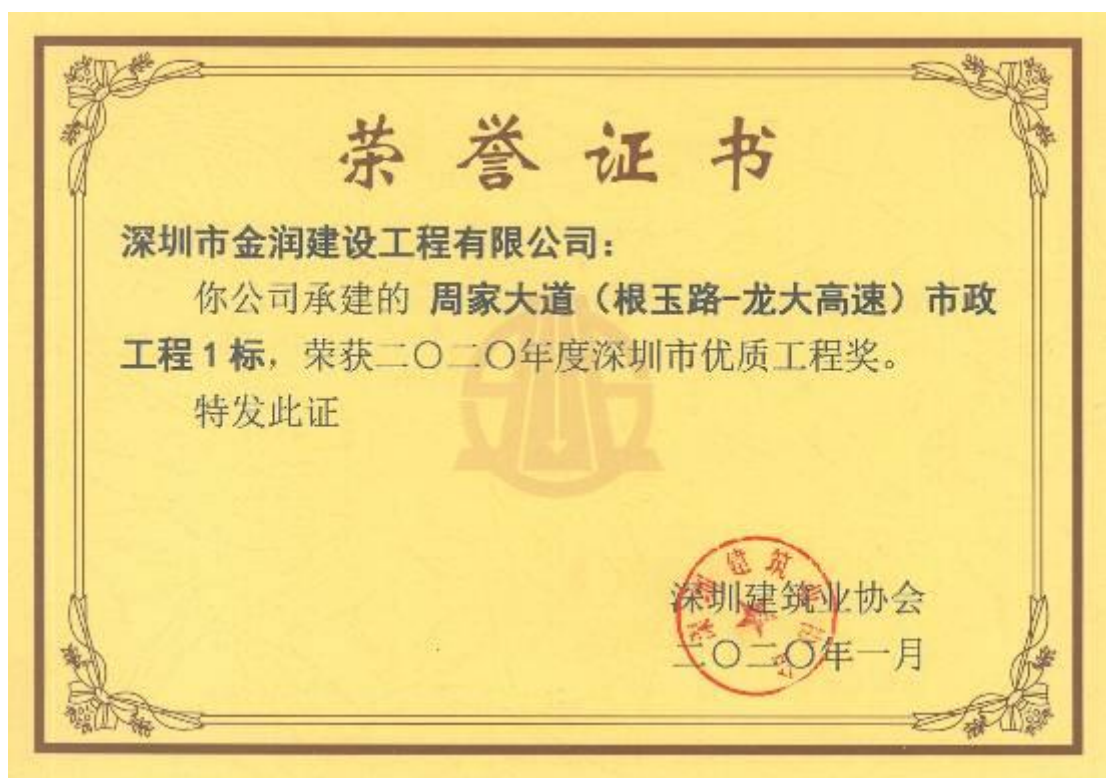 荣誉证书
深圳市金润建设工程有限公司：
你公司承建的 周家大道（根玉路-龙大高速）市政
工程1标，荣获二〇二〇年度深圳市优质工程奖。
特发此证
深圳建筑业协会
二〇二〇年一月